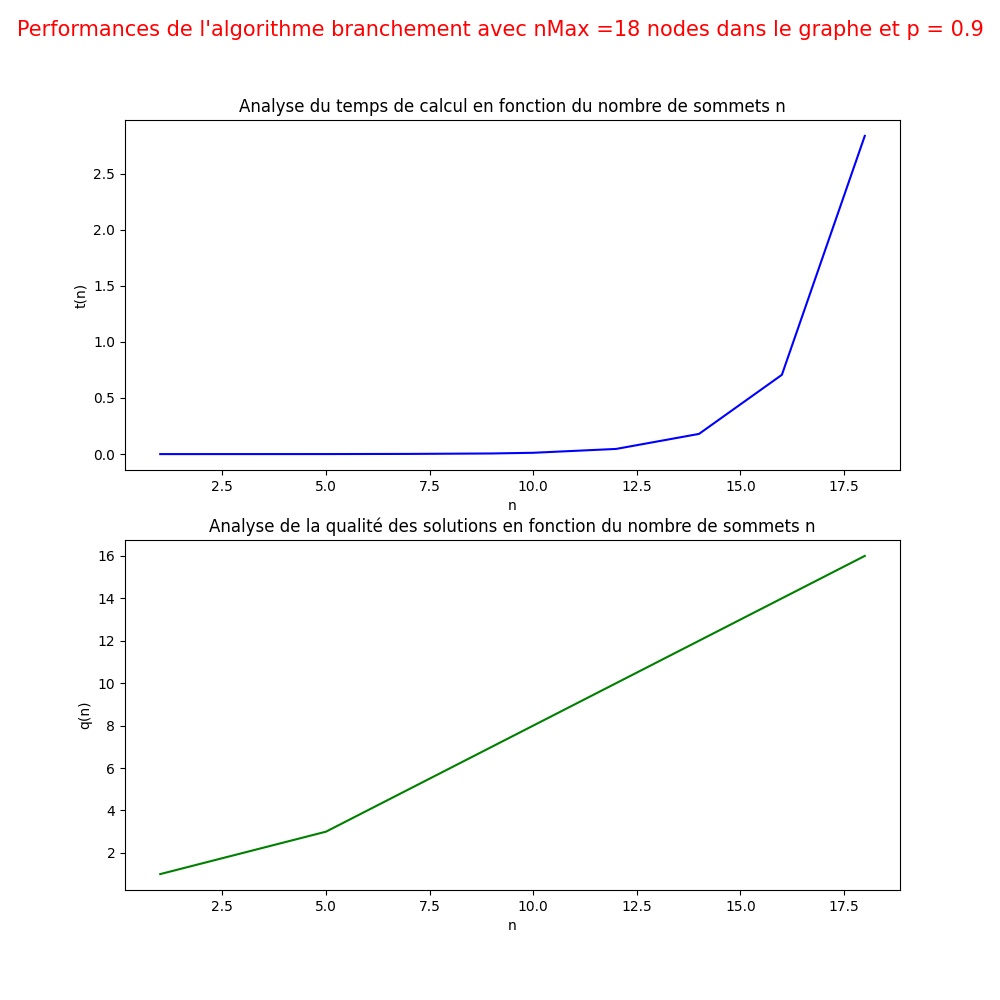 Performances de l'algorithme branchement avec nMax =18 nodes dans le graphe et p = 0.9
Analyse du temps de calcul en fonction du nombre de sommets n
2.5
2.0
1.5
1.0
0.5
0.0
t(n)
2.5 5.0 7.5 10.0 12.5 15.0 17.5
n
Analyse de la qualité des solutions en fonction du nombre de sommets n
16
14
12
10
8
6
4
2
q(n)
2.5 5.0 7.5 10.0 12.5 15.0 17.5
n